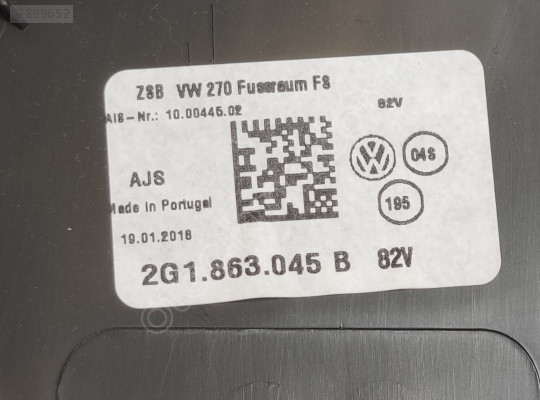 ZSB VW 270 Fussraum FS
AIS-Nr.: 10.00445.02
82V
04S
AJS
195
Made in Portugal
19.01.2018
2G1.863.045 B 82V